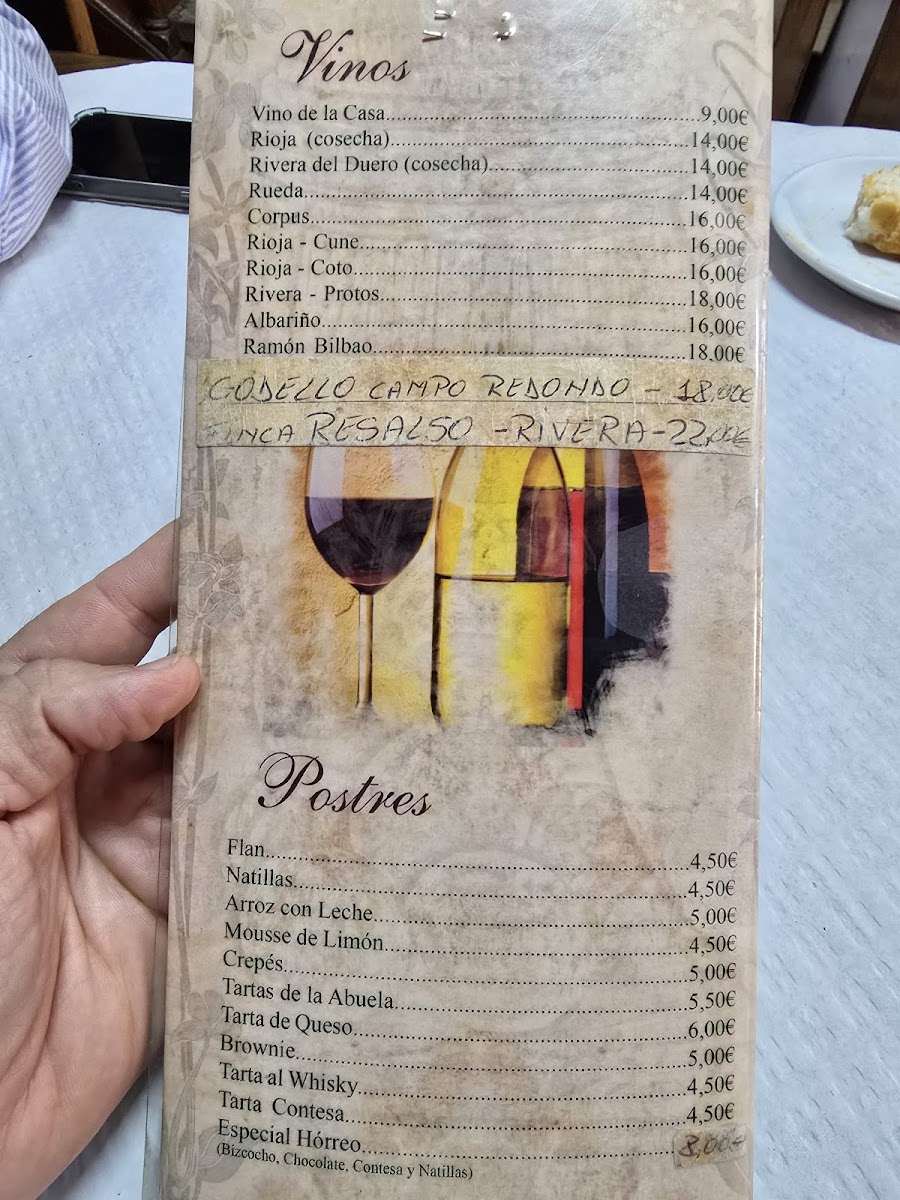 Vinos
Vino de la Casa........................................................9,00€
Rioja (cosecha)......................................................14,00€
Rivera del Duero (cosecha)....................................14,00€
Rueda.....................................................................14,00€
Corpus....................................................................16,00€
Rioja - Cune...........................................................16,00€
Rioja - Coto............................................................16,00€
Rivera - Protos........................................................18,00€
Albariño..................................................................16,00€
Ramón Bilbao.........................................................18,00€
GODELLO CAMPO REDONDO - 18,00€
FINCA RESALSO - RIVERA - 22,00€
Postres
Flan.........................................................................4,50€
Natillas....................................................................4,50€
Arroz con Leche......................................................5,00€
Mousse de Limón....................................................4,50€
Crepés.....................................................................5,00€
Tartas de la Abuela..................................................5,50€
Tarta de Queso.........................................................6,00€
Brownie...................................................................5,00€
Tarta al Whisky.......................................................4,50€
Tarta Contesa..........................................................4,50€
Especial Hórreo.......................................................8,00€
(Bizcocho, Chocolate, Contesa y Natillas)